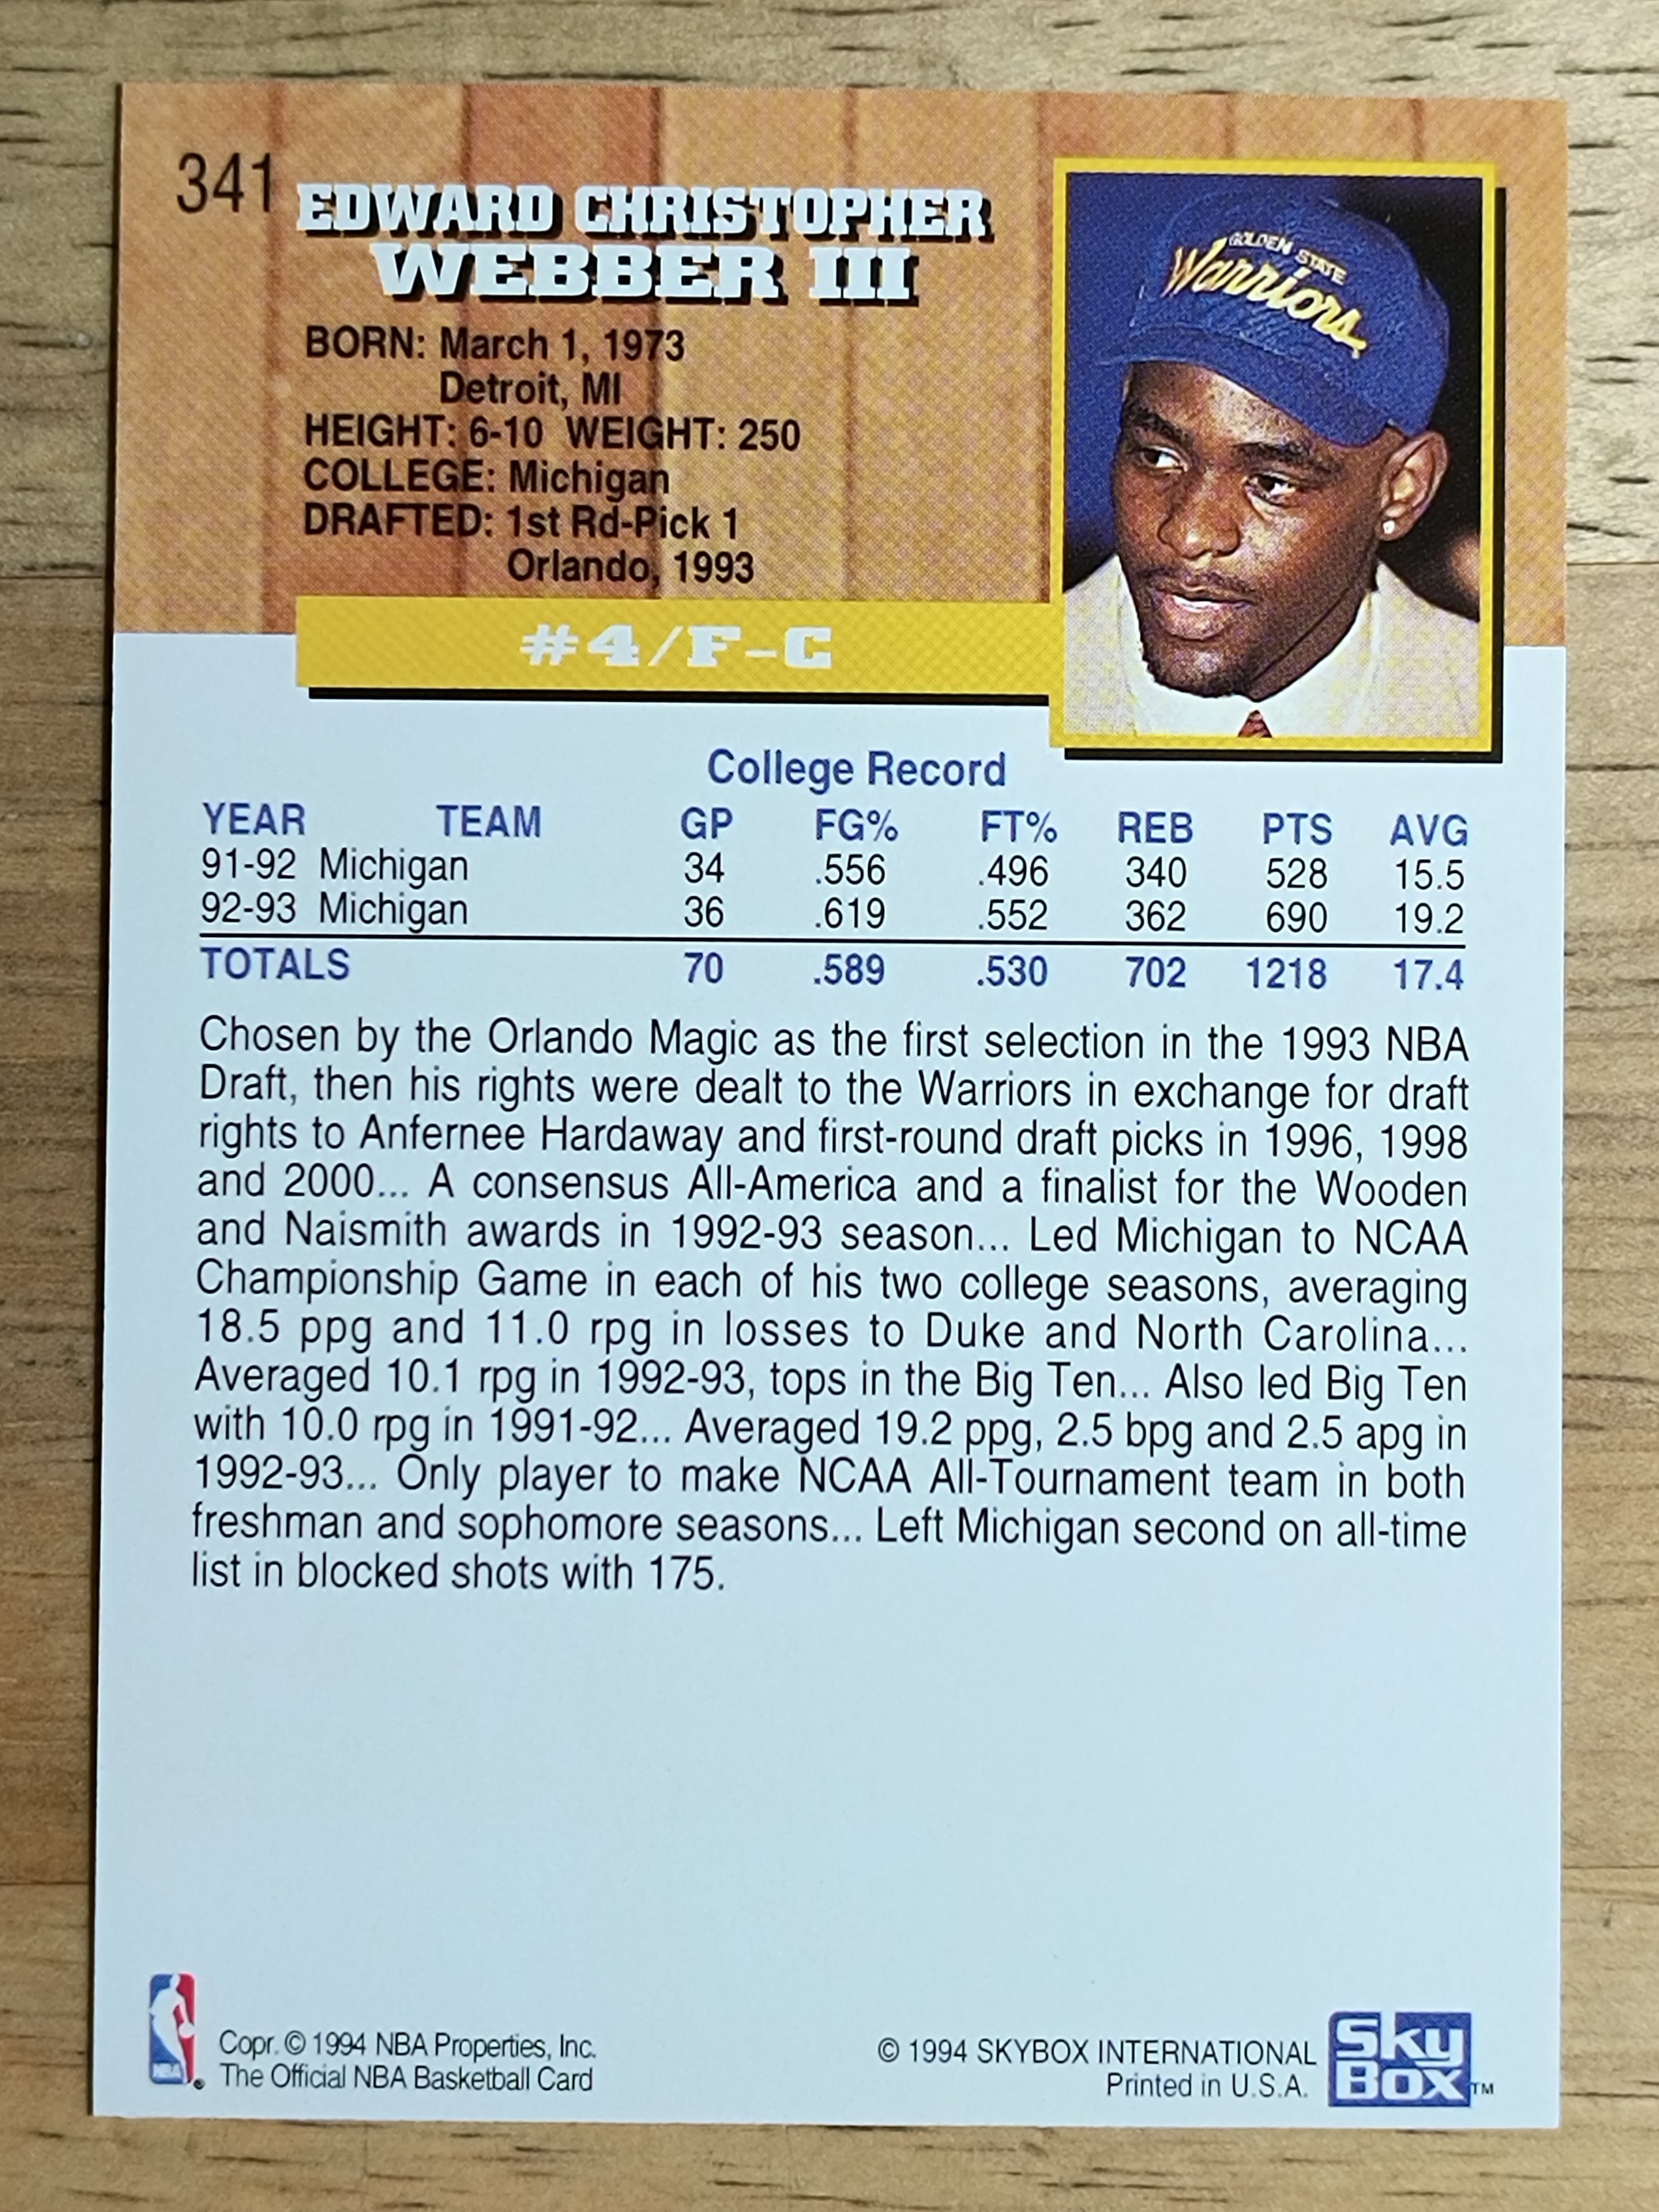 341
EDWARD CHRISTOPHER
WEBBER III
BORN: March 1, 1973
Detroit, MI
HEIGHT: 6-10 WEIGHT: 250
COLLEGE: Michigan
DRAFTED: 1st Rd-Pick 1
Orlando, 1993
#4/F-C
GOLDEN STATE
Warriors
College Record
YEAR TEAM GP FG% FT% REB PTS AVG
91-92 Michigan 34 .556 .496 340 528 15.5
92-93 Michigan 36 .619 .552 362 690 19.2
TOTALS 70 .589 .530 702 1218 17.4
Chosen by the Orlando Magic as the first selection in the 1993 NBA
Draft, then his rights were dealt to the Warriors in exchange for draft
rights to Anfernee Hardaway and first-round draft picks in 1996, 1998
and 2000... A consensus All-America and a finalist for the Wooden
and Naismith awards in 1992-93 season... Led Michigan to NCAA
Championship Game in each of his two college seasons, averaging
18.5 ppg and 11.0 rpg in losses to Duke and North Carolina...
Averaged 10.1 rpg in 1992-93, tops in the Big Ten... Also led Big Ten
with 10.0 rpg in 1991-92... Averaged 19.2 ppg, 2.5 bpg and 2.5 apg in
1992-93... Only player to make NCAA All-Tournament team in both
freshman and sophomore seasons... Left Michigan second on all-time
list in blocked shots with 175.
NBA
Copr. © 1994 NBA Properties, Inc.
The Official NBA Basketball Card
© 1994 SKYBOX INTERNATIONAL
Printed in U.S.A.
Sky
Box™